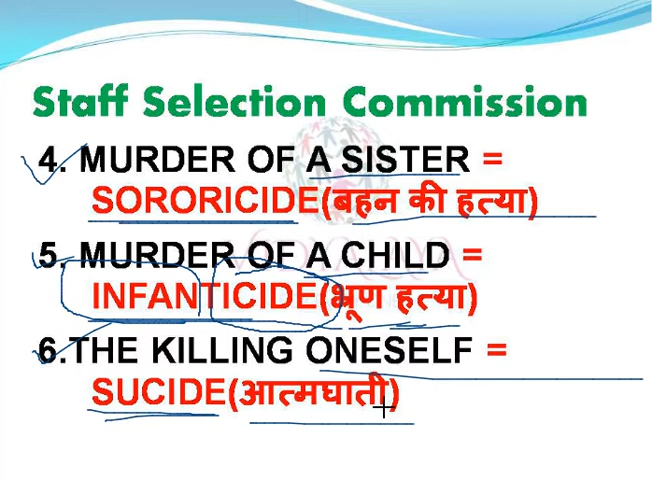 Staff Selection Commission
4. MURDER OF A SISTER =
SORORICIDE(बहन की हत्या)
5. MURDER OF A CHILD =
INFANTICIDE(भ्रूण हत्या)
6.THE KILLING ONESELF =
SUCIDE(आत्मघाती)